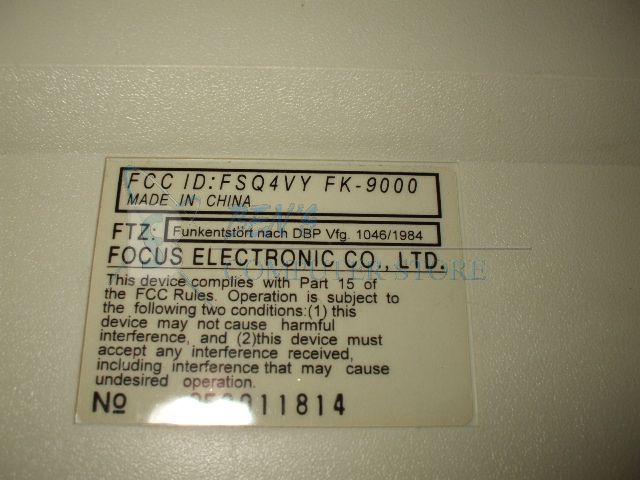 FCC ID:FSQ4VY FK-9000
MADE IN CHINA
FTZ: Funkentstört nach DBP Vfg. 1046/1984
FOCUS ELECTRONIC CO., LTD.
This device complies with Part 15 of
the FCC Rules. Operation is subject to
the following two conditions:(1) this
device may not cause harmful
interference, and (2)this device must
accept any interference received,
including interference that may cause
undesired operation.
No
REN'S
COMPUTER STORE